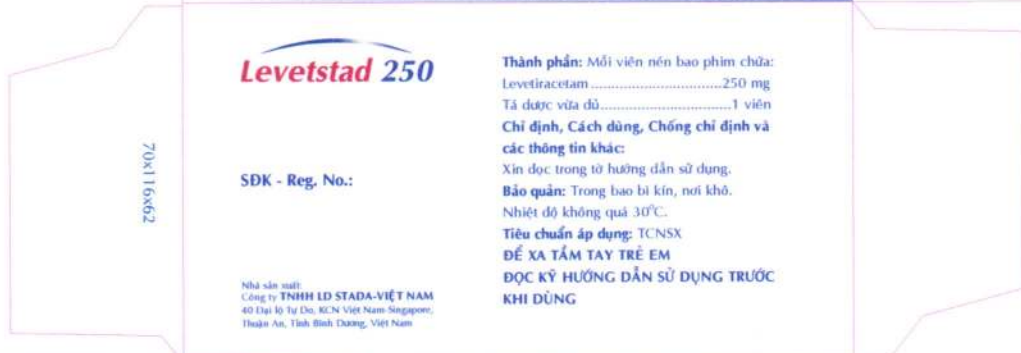 70x116x62
Levetstad 250
SĐK - Reg. No.:
Nhà sản xuất:
Công ty TNHH LD STADA-VIỆT NAM
40 Đại lộ Tự Do, KCN Việt Nam-Singapore,
Thuận An, Tỉnh Bình Dương, Việt Nam
Thành phần: Mỗi viên nén bao phim chứa:
Levetiracetam.................................250 mg
Tá dược vừa đủ.................................1 viên
Chỉ định, Cách dùng, Chống chỉ định và
các thông tin khác:
Xin đọc trong tờ hướng dẫn sử dụng.
Bảo quản: Trong bao bì kín, nơi khô.
Nhiệt độ không quá 30°C.
Tiêu chuẩn áp dụng: TCNSX
ĐỂ XA TẦM TAY TRẺ EM
ĐỌC KỸ HƯỚNG DẪN SỬ DỤNG TRƯỚC
KHI DÙNG